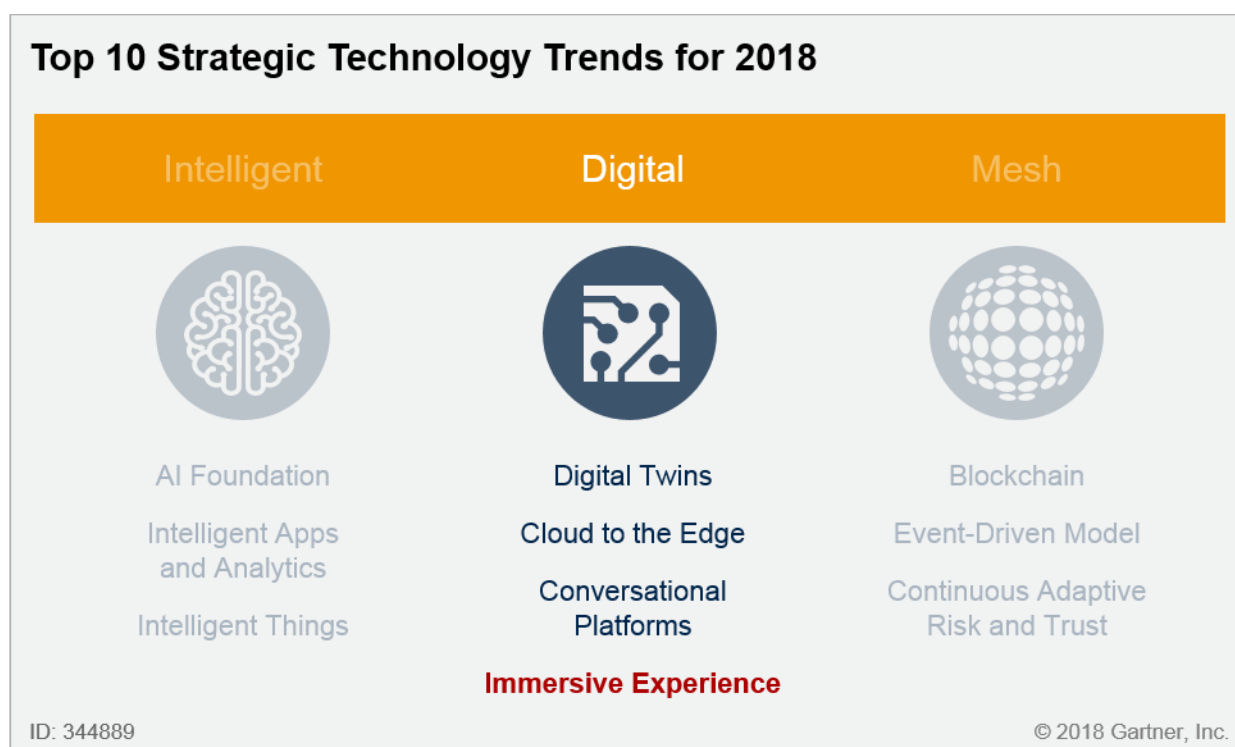 Top 10 Strategic Technology Trends for 2018
Intelligent
Digital
Mesh
AI Foundation
Intelligent Apps
and Analytics
Intelligent Things
Digital Twins
Cloud to the Edge
Conversational
Platforms
Immersive Experience
Blockchain
Event-Driven Model
Continuous Adaptive
Risk and Trust
ID: 344889
© 2018 Gartner, Inc.